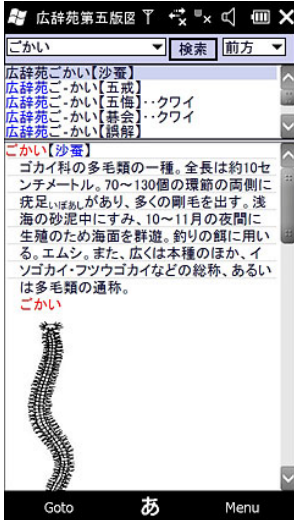 広辞苑第五版図
ごかい 検索 前方
広辞苑ごかい【沙蚕】
広辞苑ご-かい【五戒】
広辞苑ご-かい【五悔】‥クワイ
広辞苑ご-かい【碁会】‥クワイ
広辞苑ご-かい【誤解】
ごかい【沙蚕】
ゴカイ科の多毛類の一種。全長は約10セ
ンチメートル。70~130個の環節の両側に
疣足いぼあしがあり、多くの剛毛を出す。浅
海の砂泥中にすみ、10~11月の夜間に
生殖のため海面を群遊。釣りの餌に用い
る。エムシ。また、広くは本種のほか、イ
ソゴカイ・フツウゴカイなどの総称、あるい
は多毛類の通称。
ごかい
Goto あ Menu